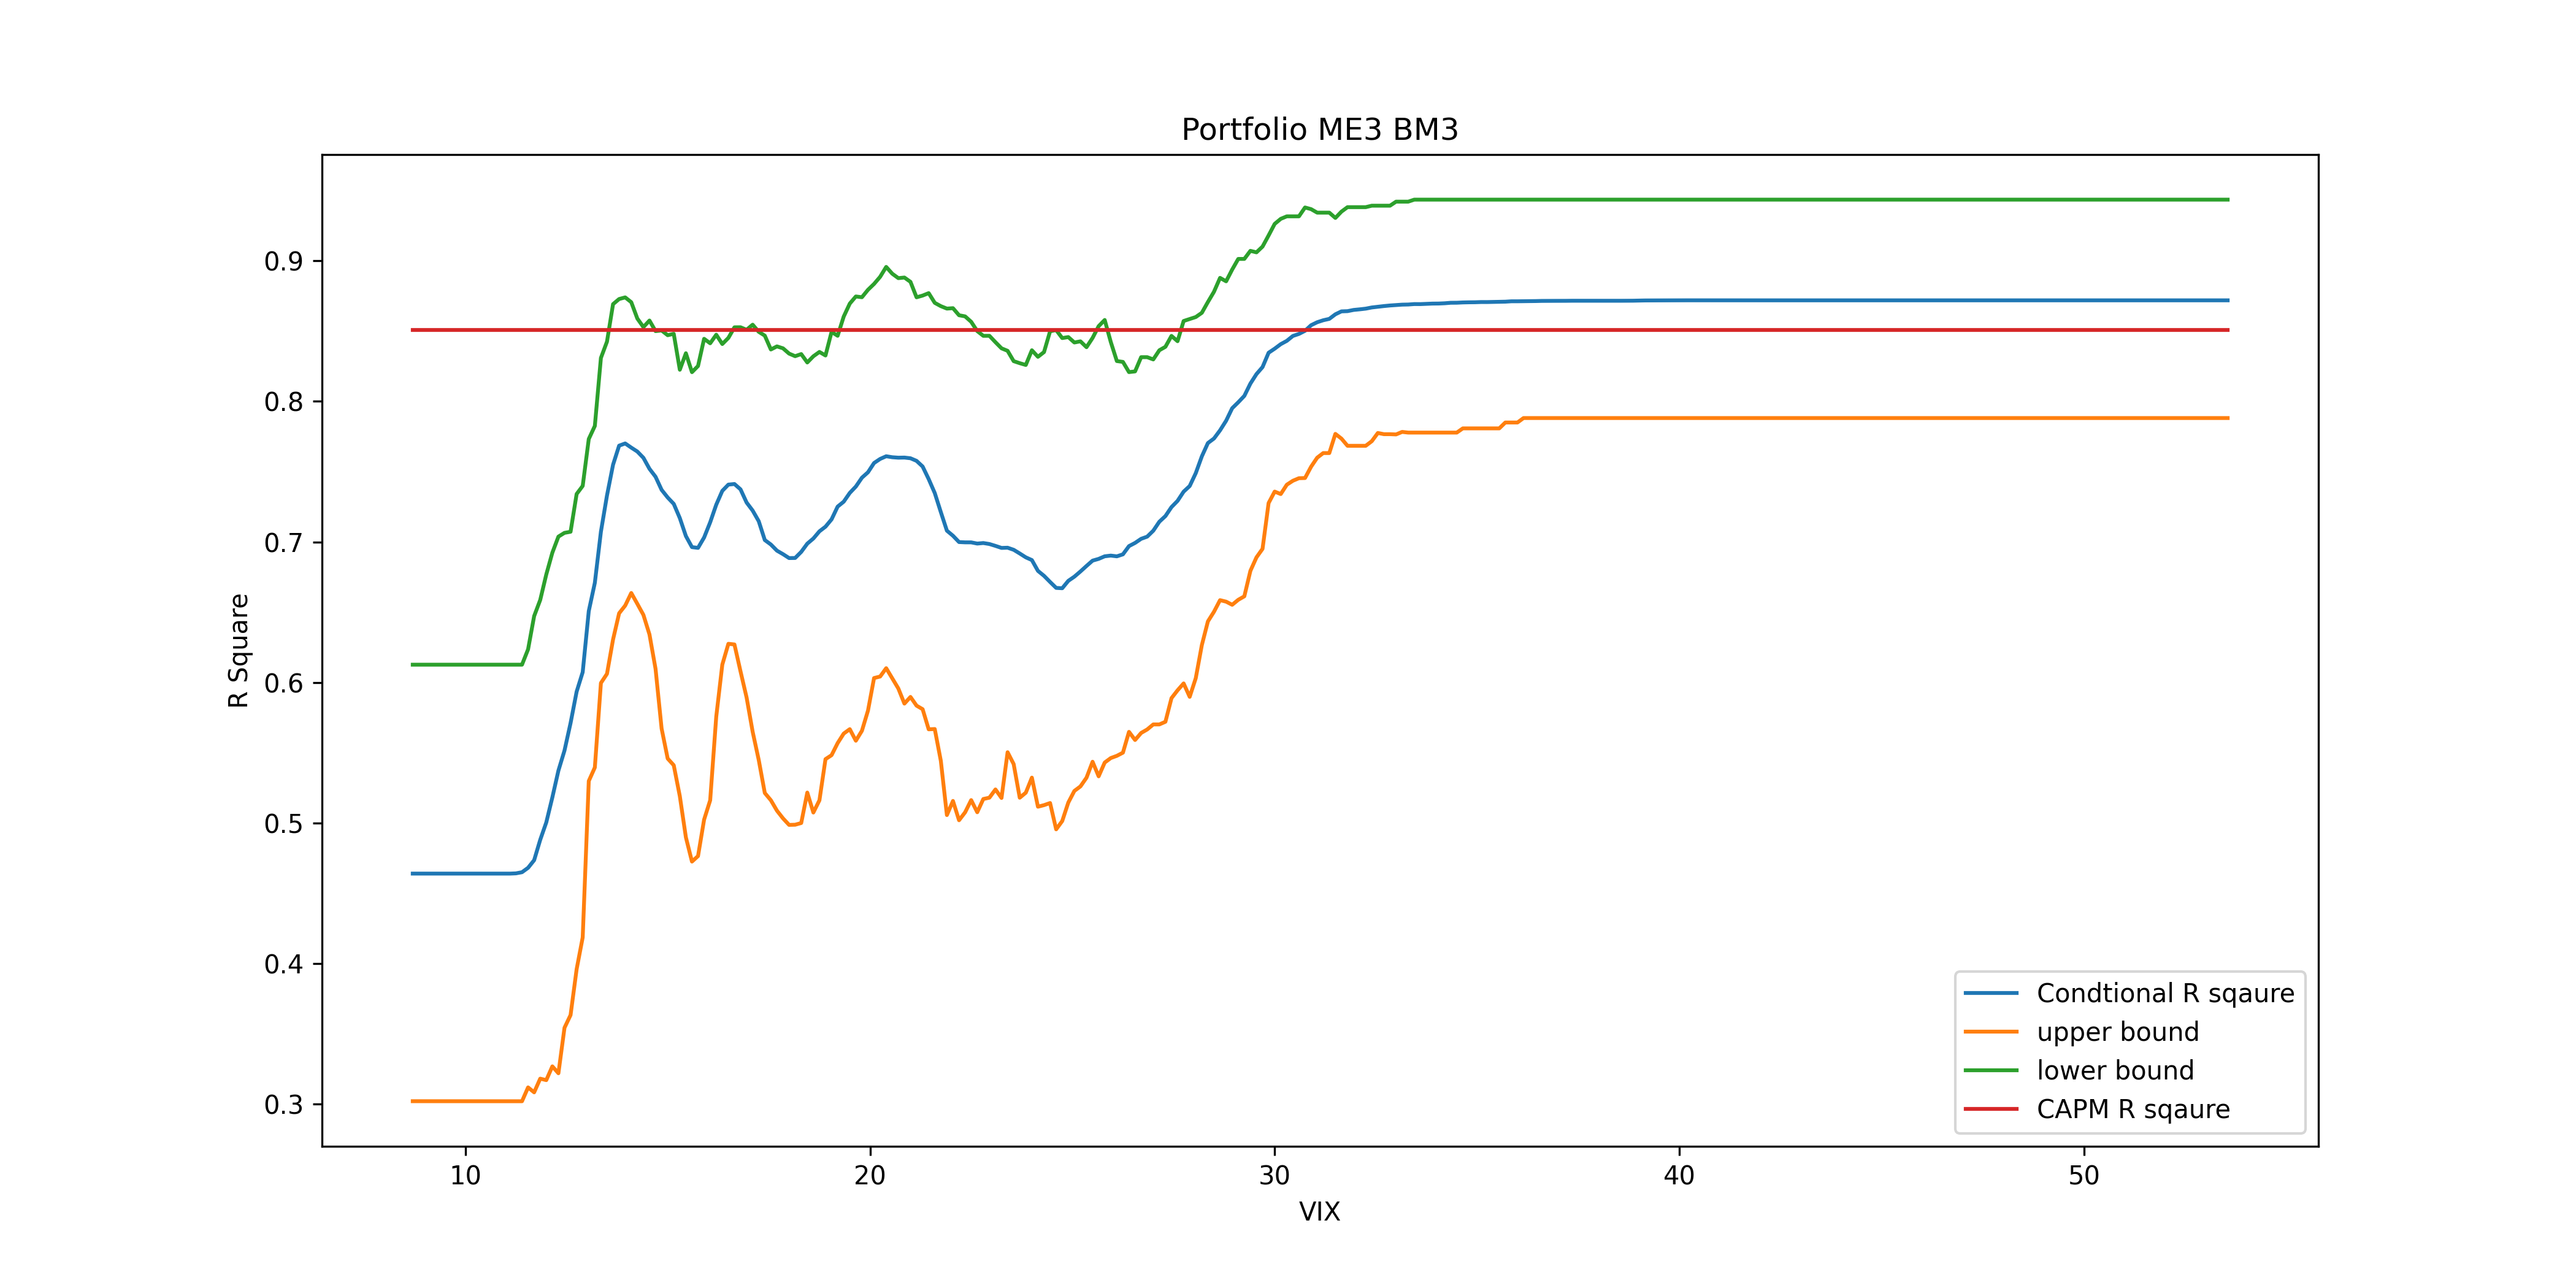 Portfolio ME3 BM3
0.9
0.8
0.7
0.6
0.5
0.4
0.3
R Square
10 20 30 40 50
VIX
Condtional R sqaure
upper bound
lower bound
CAPM R sqaure